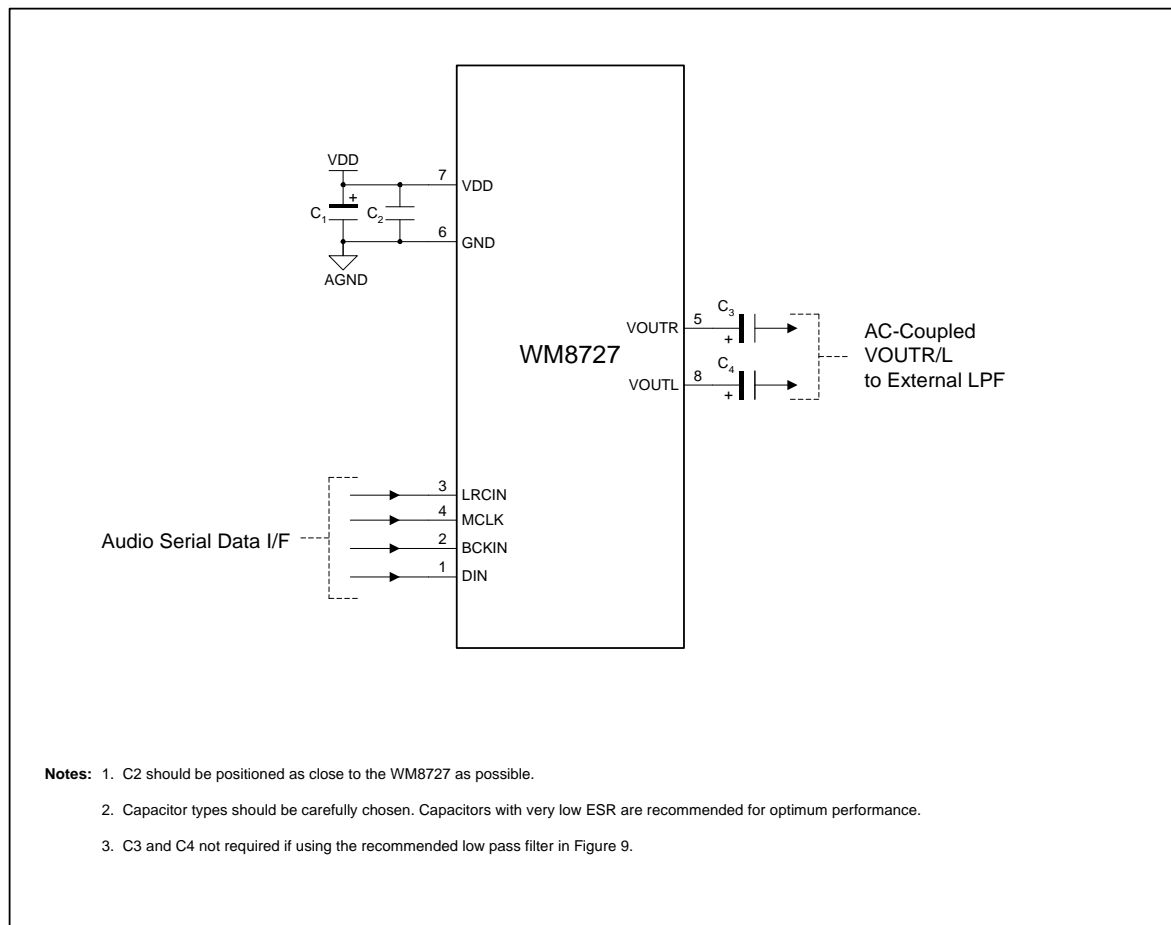 VDD
7
VDD
+
C1
C2
6
GND
AGND
WM8727
VOUTR
5
C3
+
VOUTL
8
C4
+
AC-Coupled
VOUTR/L
to External LPF
Audio Serial Data I/F
3
LRCIN
4
MCLK
2
BCKIN
1
DIN
Notes: 1. C2 should be positioned as close to the WM8727 as possible.
2. Capacitor types should be carefully chosen. Capacitors with very low ESR are recommended for optimum performance.
3. C3 and C4 not required if using the recommended low pass filter in Figure 9.